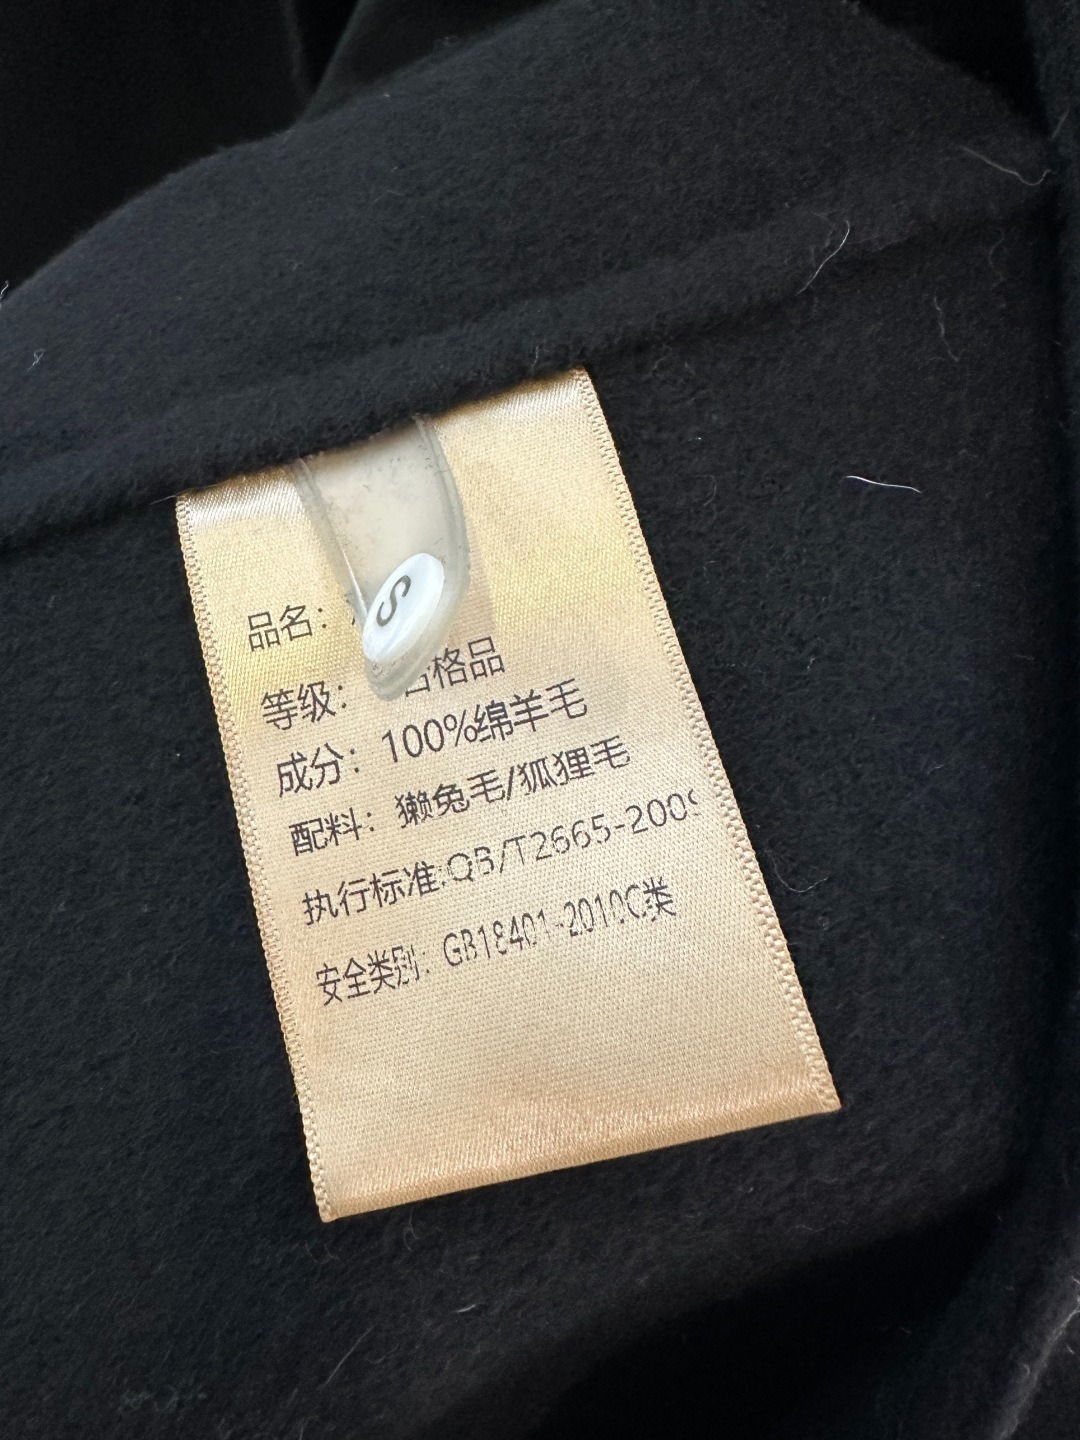 S
品名：
等级： 合格品
成分：100%绵羊毛
配料：獭兔毛/狐狸毛
执行标准:QB/T2665-2009
安全类别：GB18401-2010C类